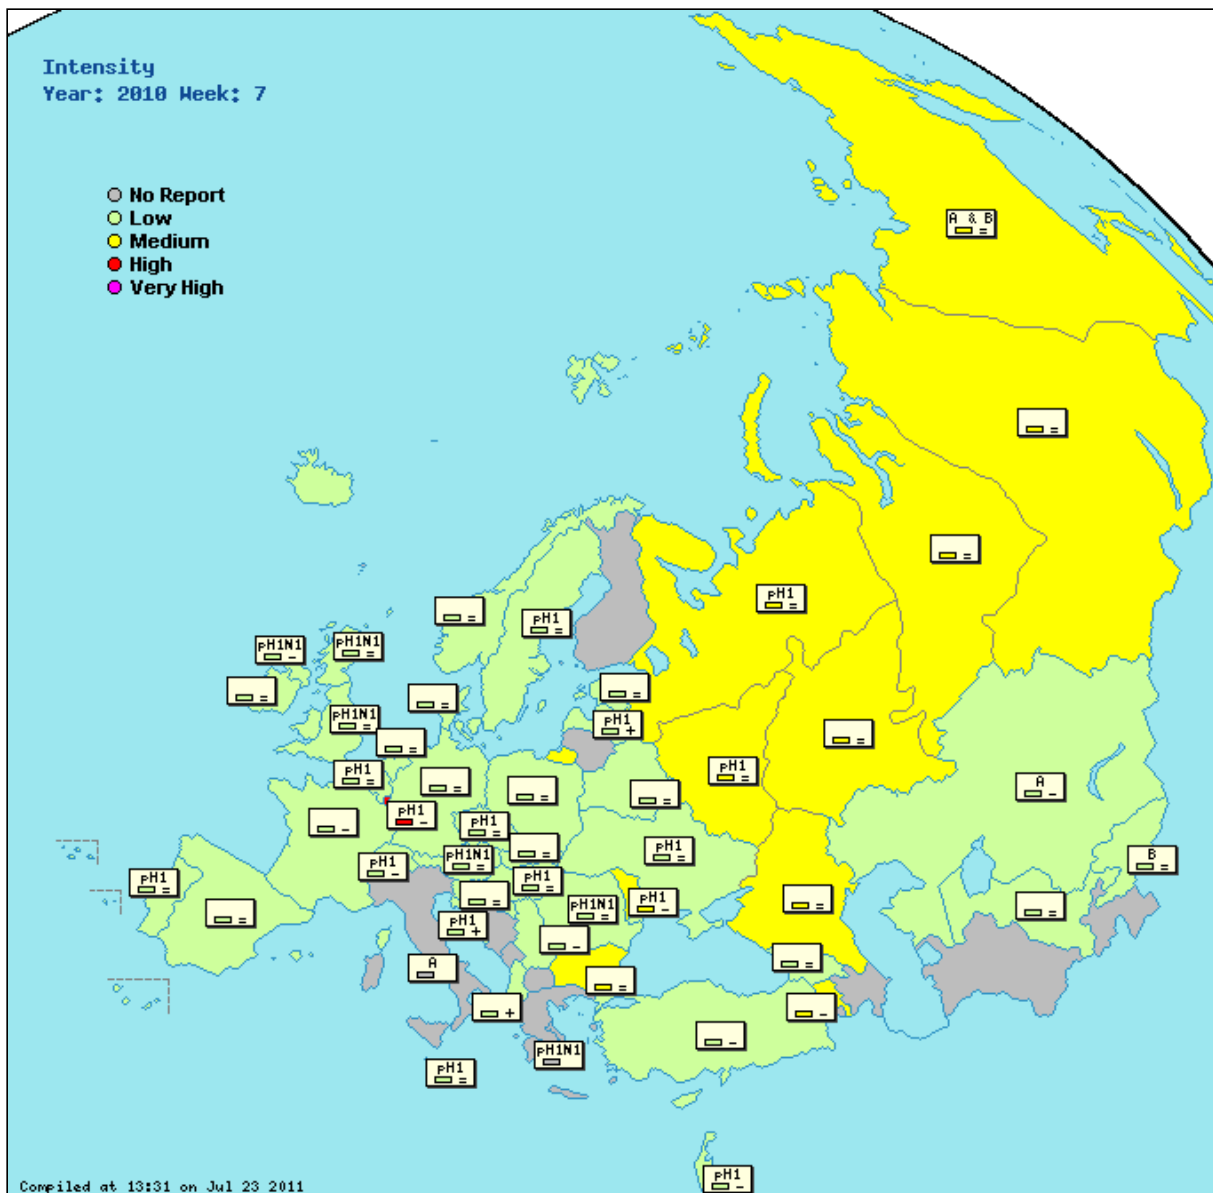 Intensity
Year: 2010 Week: 7
No Report
Low
Medium
High
Very High
A & B
=
=
=
pH1
=
=
pH1
=
pH1N1
-
pH1N1
=
=
=
=
pH1
+
pH1N1
=
=
=
pH1
=
pH1
=
=
=
=
A
-
pH1
-
-
pH1
=
=
pH1
=
B
=
pH1N1
=
pH1
-
pH1
=
pH1
=
=
=
pH1N1
=
pH1
-
=
=
pH1
+
-
=
A
=
-
+
-
pH1N1
pH1
=
pH1
-
Compiled at 13:31 on Jul 23 2011